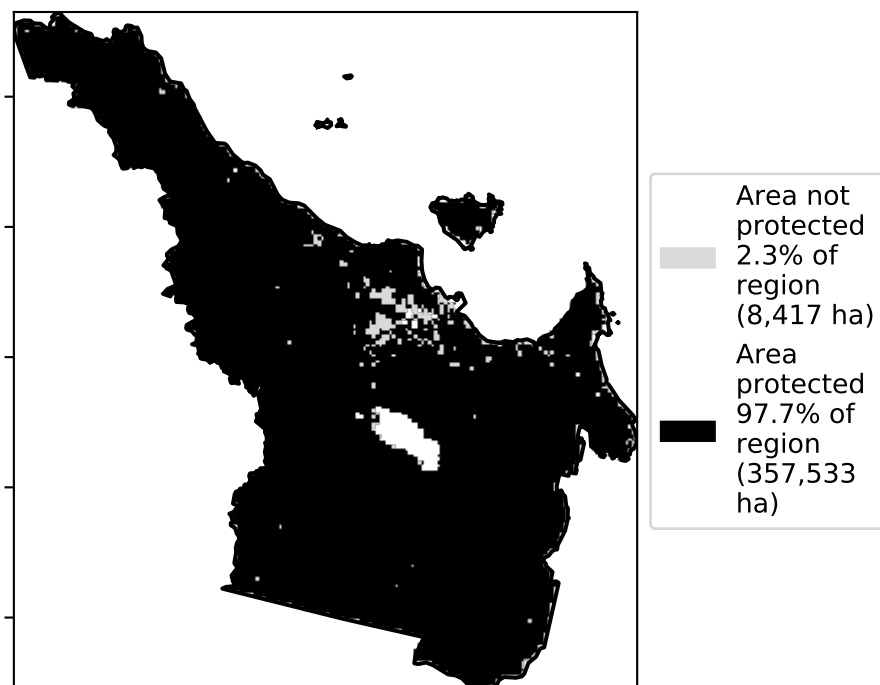 Area not
protected
2.3% of
region
(8,417 ha)
Area
protected
97.7% of
region
(357,533
ha)